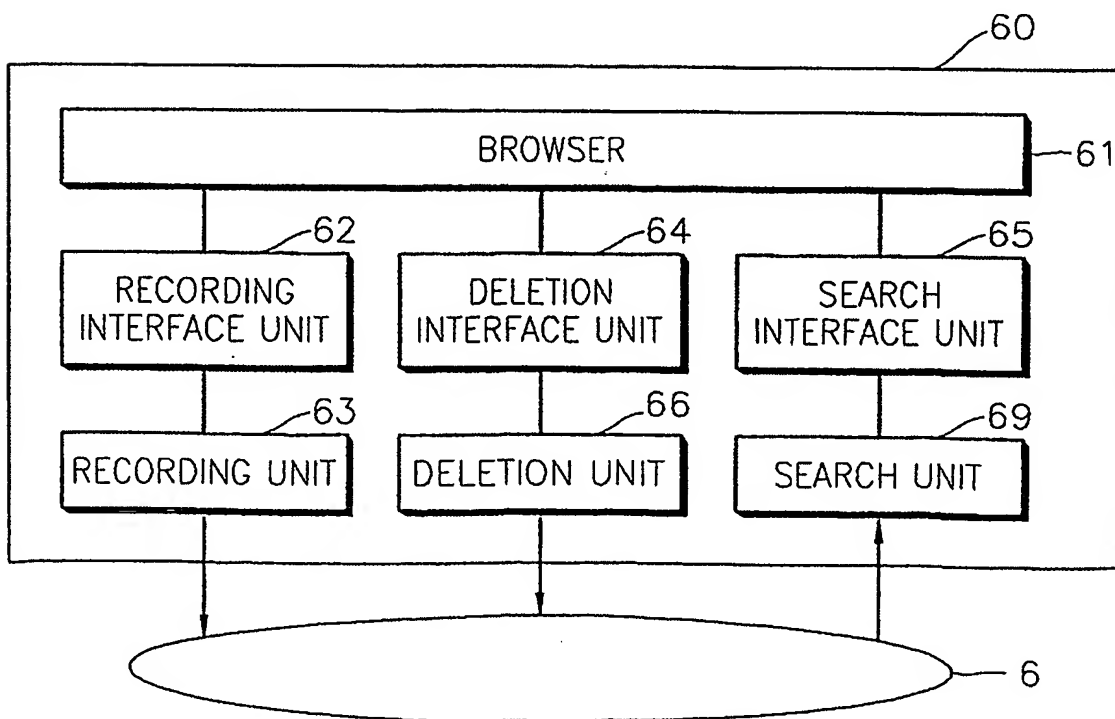 60
BROWSER
61
62
64
65
RECORDING
INTERFACE UNIT
DELETION
INTERFACE UNIT
SEARCH
INTERFACE UNIT
63
66
69
RECORDING UNIT
DELETION UNIT
SEARCH UNIT
6